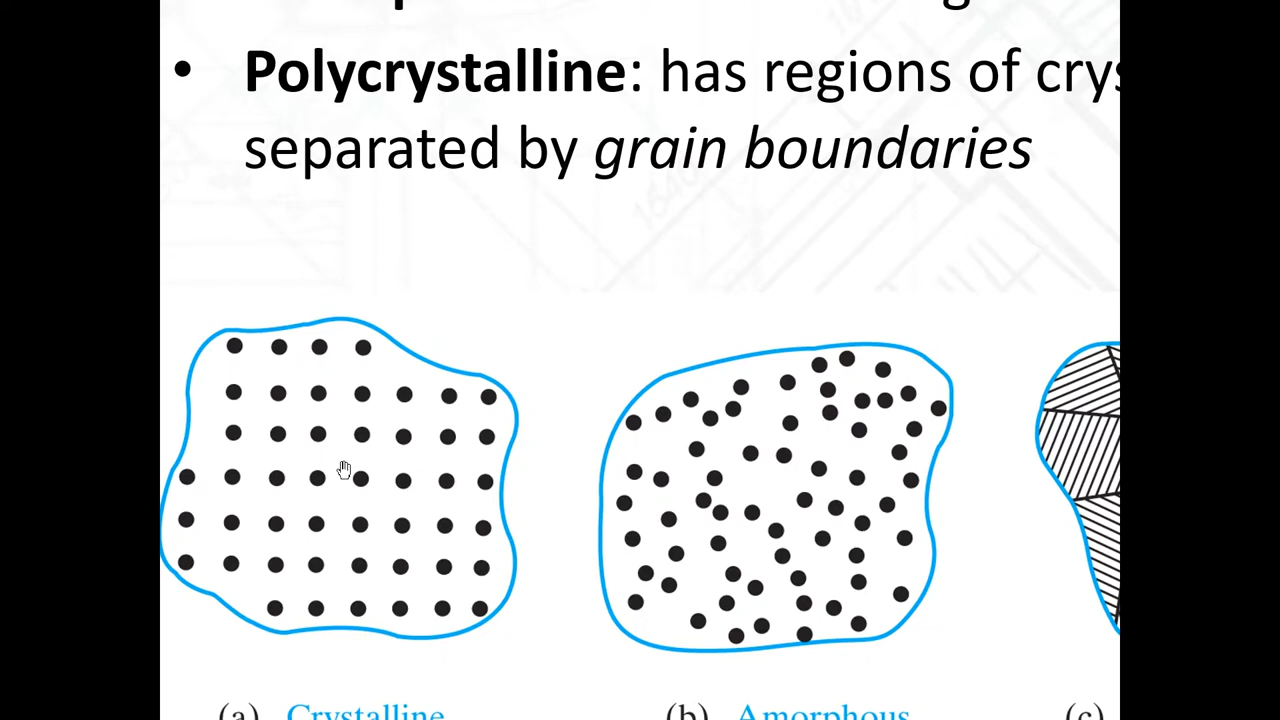 • Polycrystalline: has regions of crys
separated by grain boundaries
(a) Crystalline (b) Amorphous (c)